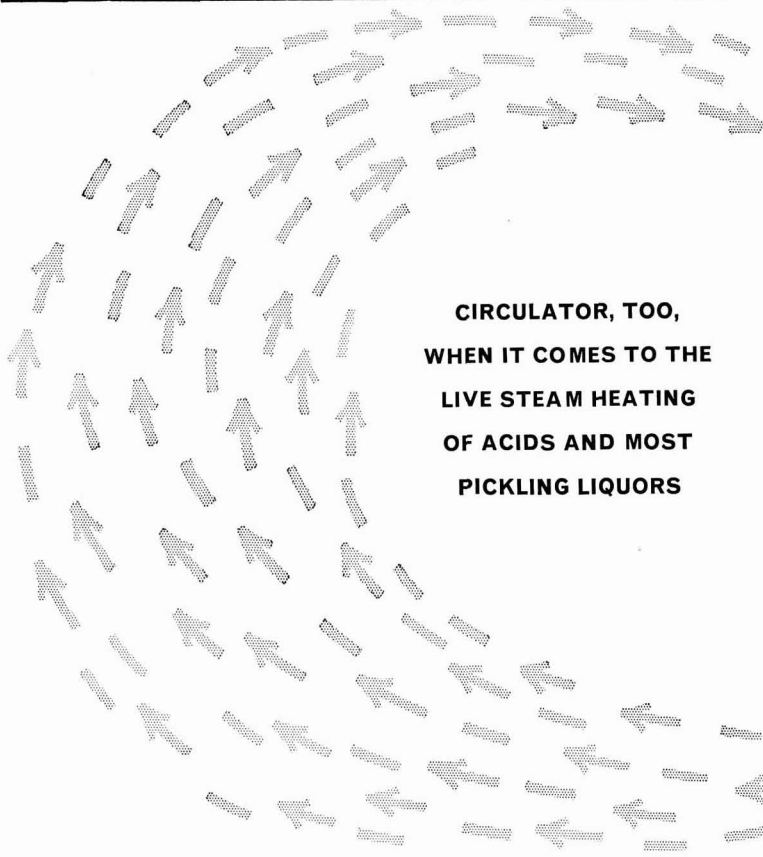 CIRCULATOR, TOO,
WHEN IT COMES TO THE
LIVE STEAM HEATING
OF ACIDS AND MOST
PICKLING LIQUORS